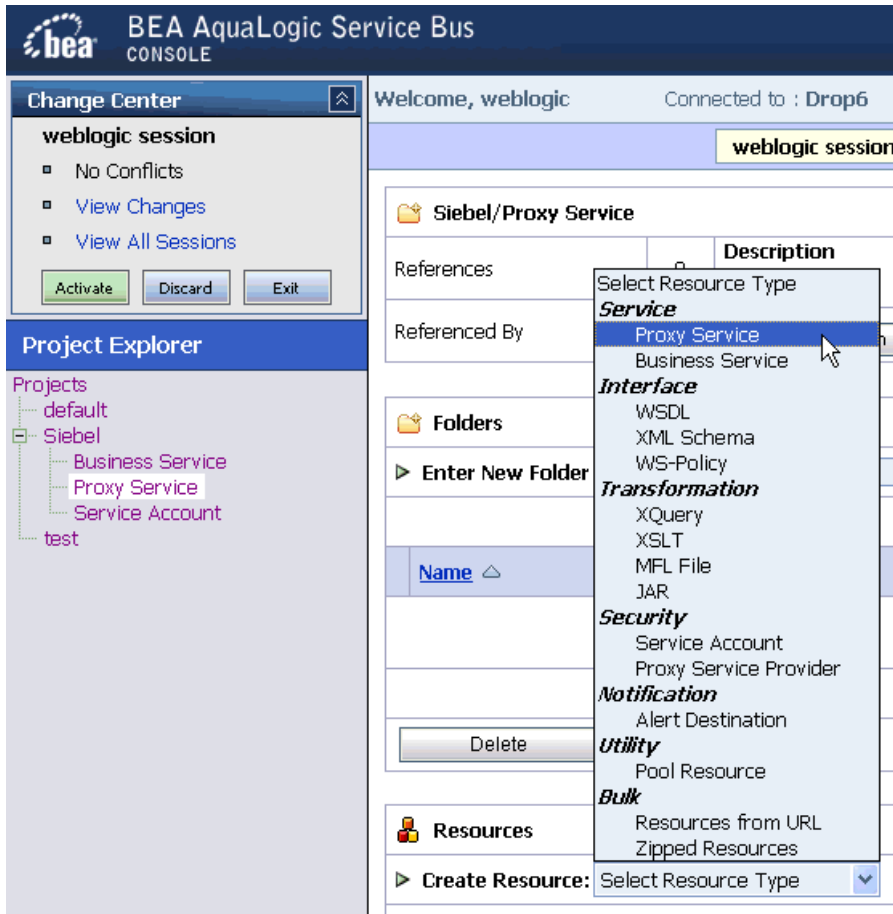 bea
BEA AquaLogic Service Bus
CONSOLE
Change Center
weblogic session
No Conflicts
View Changes
View All Sessions
Activate Discard Exit
Project Explorer
Projects
default
Siebel
Business Service
Proxy Service
Service Account
test
Welcome, weblogic Connected to : Drop6
weblogic session
Siebel/Proxy Service
References
Description
Referenced By
Folders
Enter New Folder
Name
Delete
Resources
Create Resource: Select Resource Type
Select Resource Type
Service
Proxy Service
Business Service
Interface
WSDL
XML Schema
WS-Policy
Transformation
XQuery
XSLT
MFL File
JAR
Security
Service Account
Proxy Service Provider
Notification
Alert Destination
Utility
Pool Resource
Bulk
Resources from URL
Zipped Resources